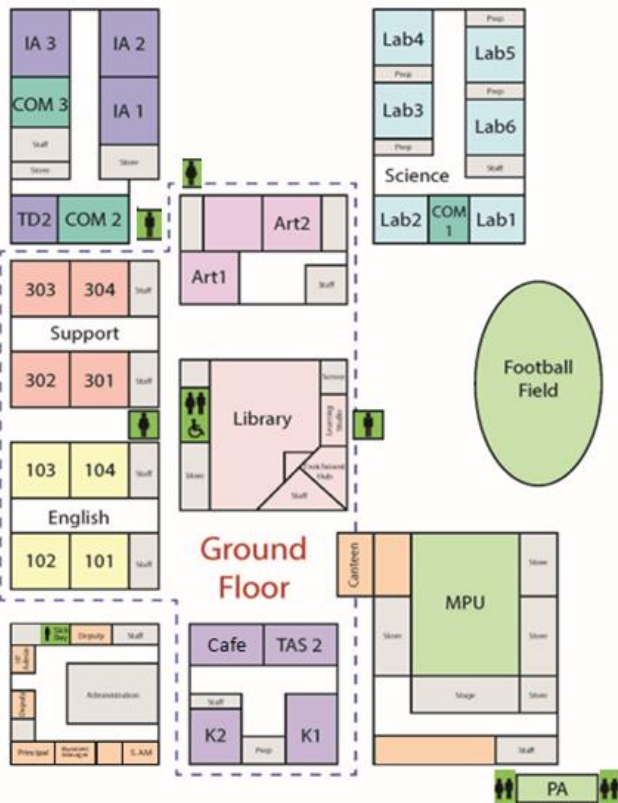 IA 3
IA 2
COM 3
IA 1
Staff
Store
Store
TD2
COM 2
Lab4
Prep
Lab5
Prep
Prep
Lab3
Lab6
Prep
Staff
Science
Lab2
COM 1
Lab1
Art2
Art1
Staff
303
304
Staff
Support
302
301
Staff
Football
Field
Library
Server
Learning
Studio
Store
Enrichment
Hub
Staff
103
104
Staff
English
102
101
Staff
Ground
Floor
Canteen
MPU
Store
Store
Store
Stage
Store
Staff
Sick
Bay
Deputy
Staff
Administration
Deputy
Principal
Business
Manager
S. AM
Cafe
TAS 2
Staff
K2
Prep
K1
PA